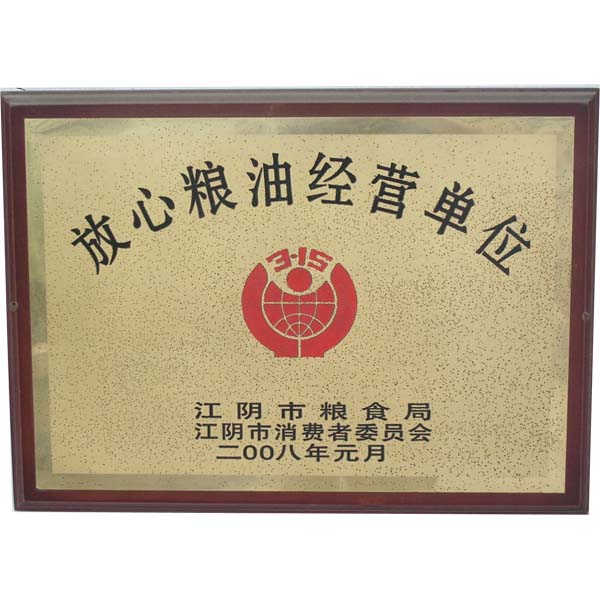 放心粮油经营单位
3·15
江阴市粮食局
江阴市消费者委员会
二00八年元月